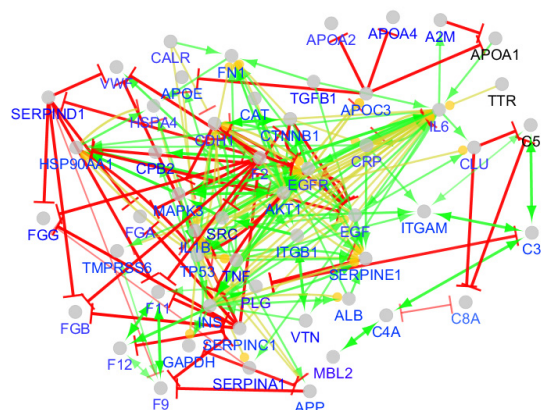 APOA2
APOA4
A2M
APOA1
CALR
FN1
VWF
APOE
TGFB1
APOC3
TTR
SERPIND1
HSPA4
CAT
IL6
CDH1
CTNNB1
C5
HSP90AA1
CPB2
F2
EGFR
CRP
CLU
MAPK3
AKT1
FGG
FGA
SRC
EGF
ITGAM
IL1B
ITGB1
C3
TMPRSS6
TP53
TNF
SERPINE1
F11
PLG
FGB
INS
ALB
C4A
C8A
VTN
F12
GAPDH
SERPINC1
MBL2
SERPINA1
F9
APP